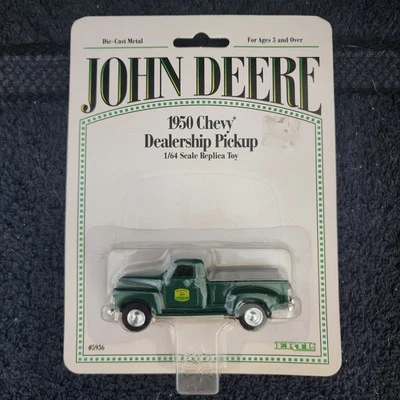 Die-Cast Metal
For Ages 3 and Over
JOHN DEERE
1950 Chevy®
Dealership Pickup
1/64 Scale Replica Toy
#5936
ERTL